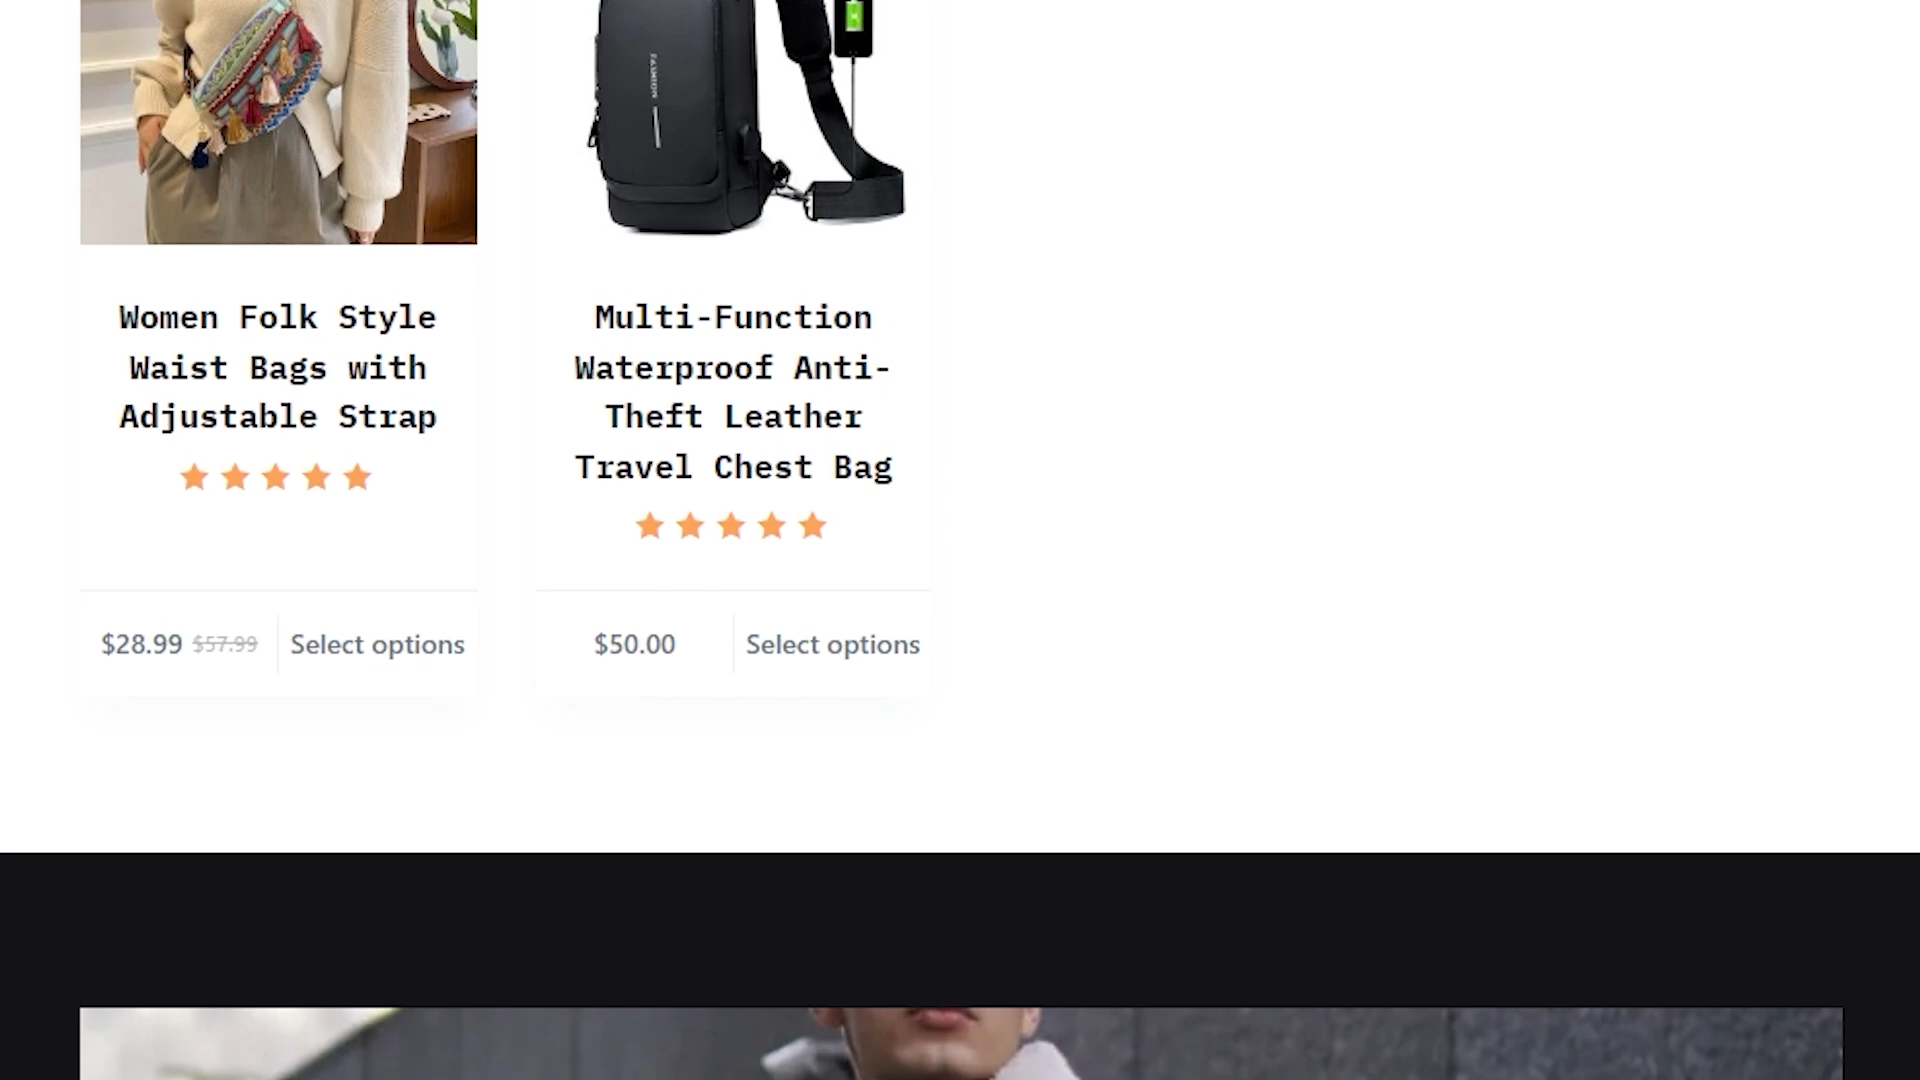 FASHION
Women Folk Style
Waist Bags with
Adjustable Strap
Multi-Function
Waterproof Anti-
Theft Leather
Travel Chest Bag
$28.99 $57.99 Select options
$50.00 Select options